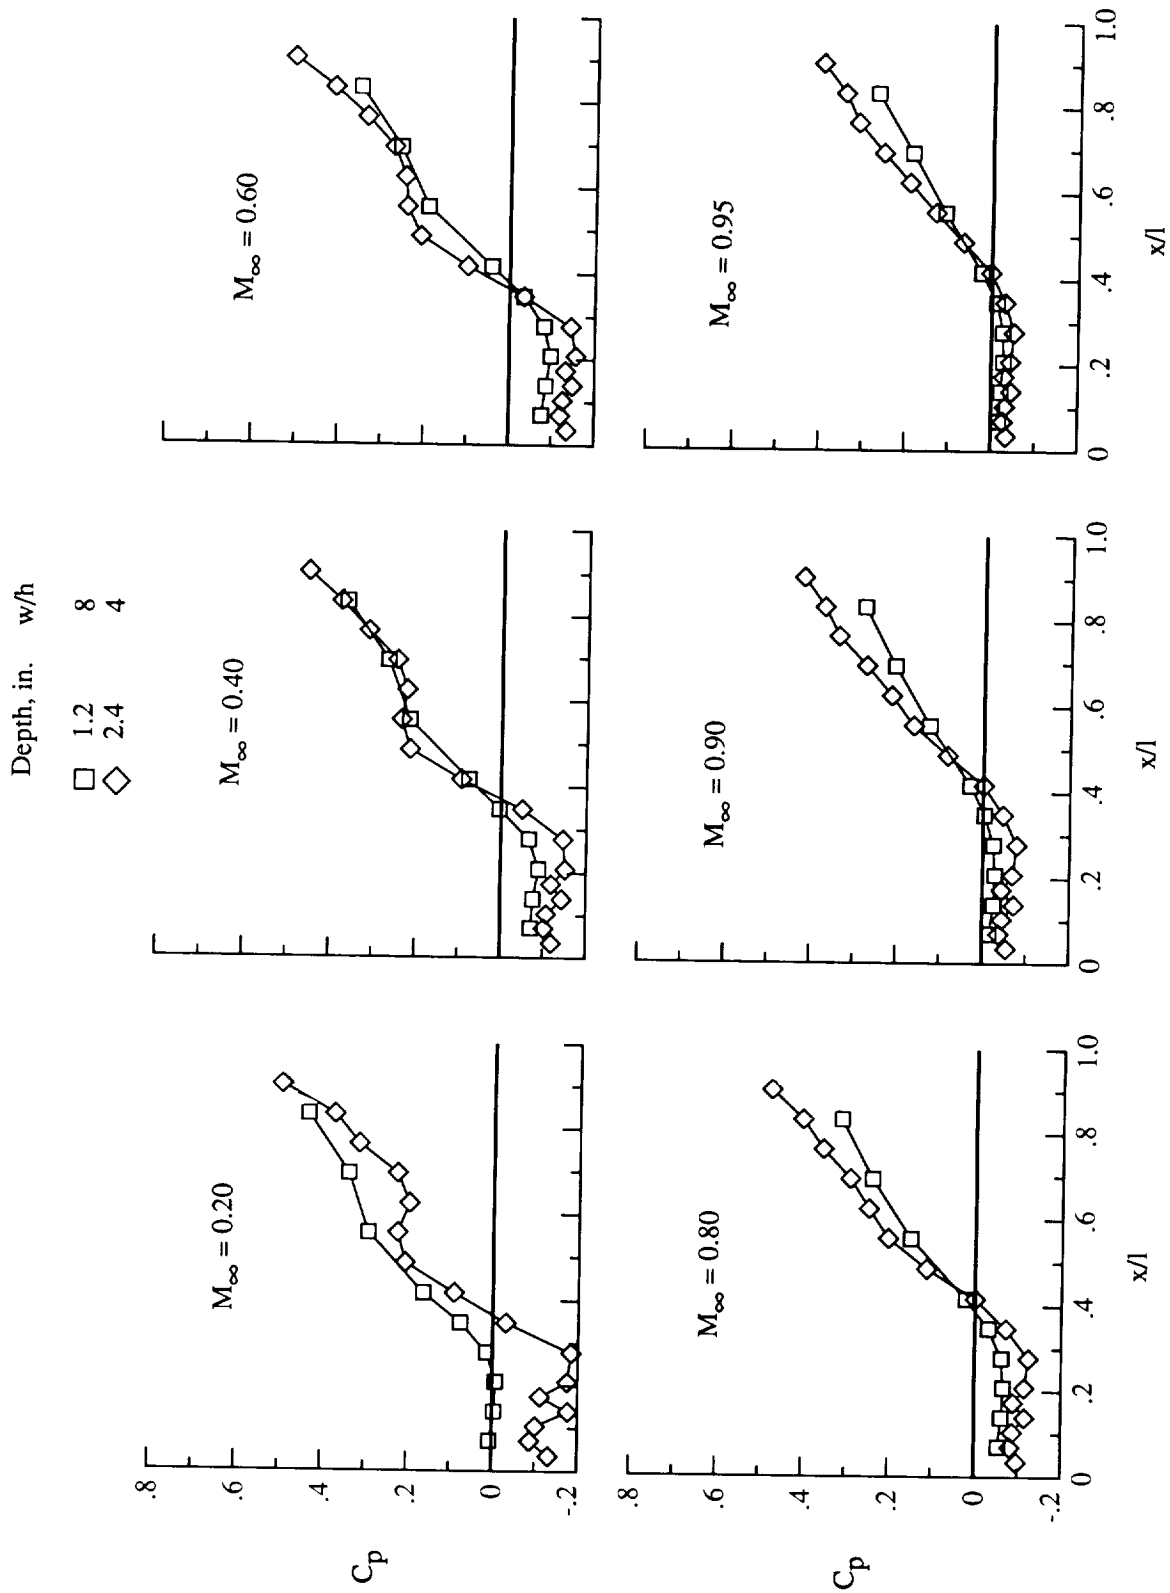 Depth, in. w/h
1.2 8
2.4 4
M∞ = 0.20
M∞ = 0.40
M∞ = 0.60
Cp
.8
.6
.4
.2
0
-.2
M∞ = 0.80
M∞ = 0.90
M∞ = 0.95
Cp
.8
.6
.4
.2
0
-.2
0 .2 .4 .6 .8 1.0
x/l
0 .2 .4 .6 .8 1.0
x/l
0 .2 .4 .6 .8 1.0
x/l